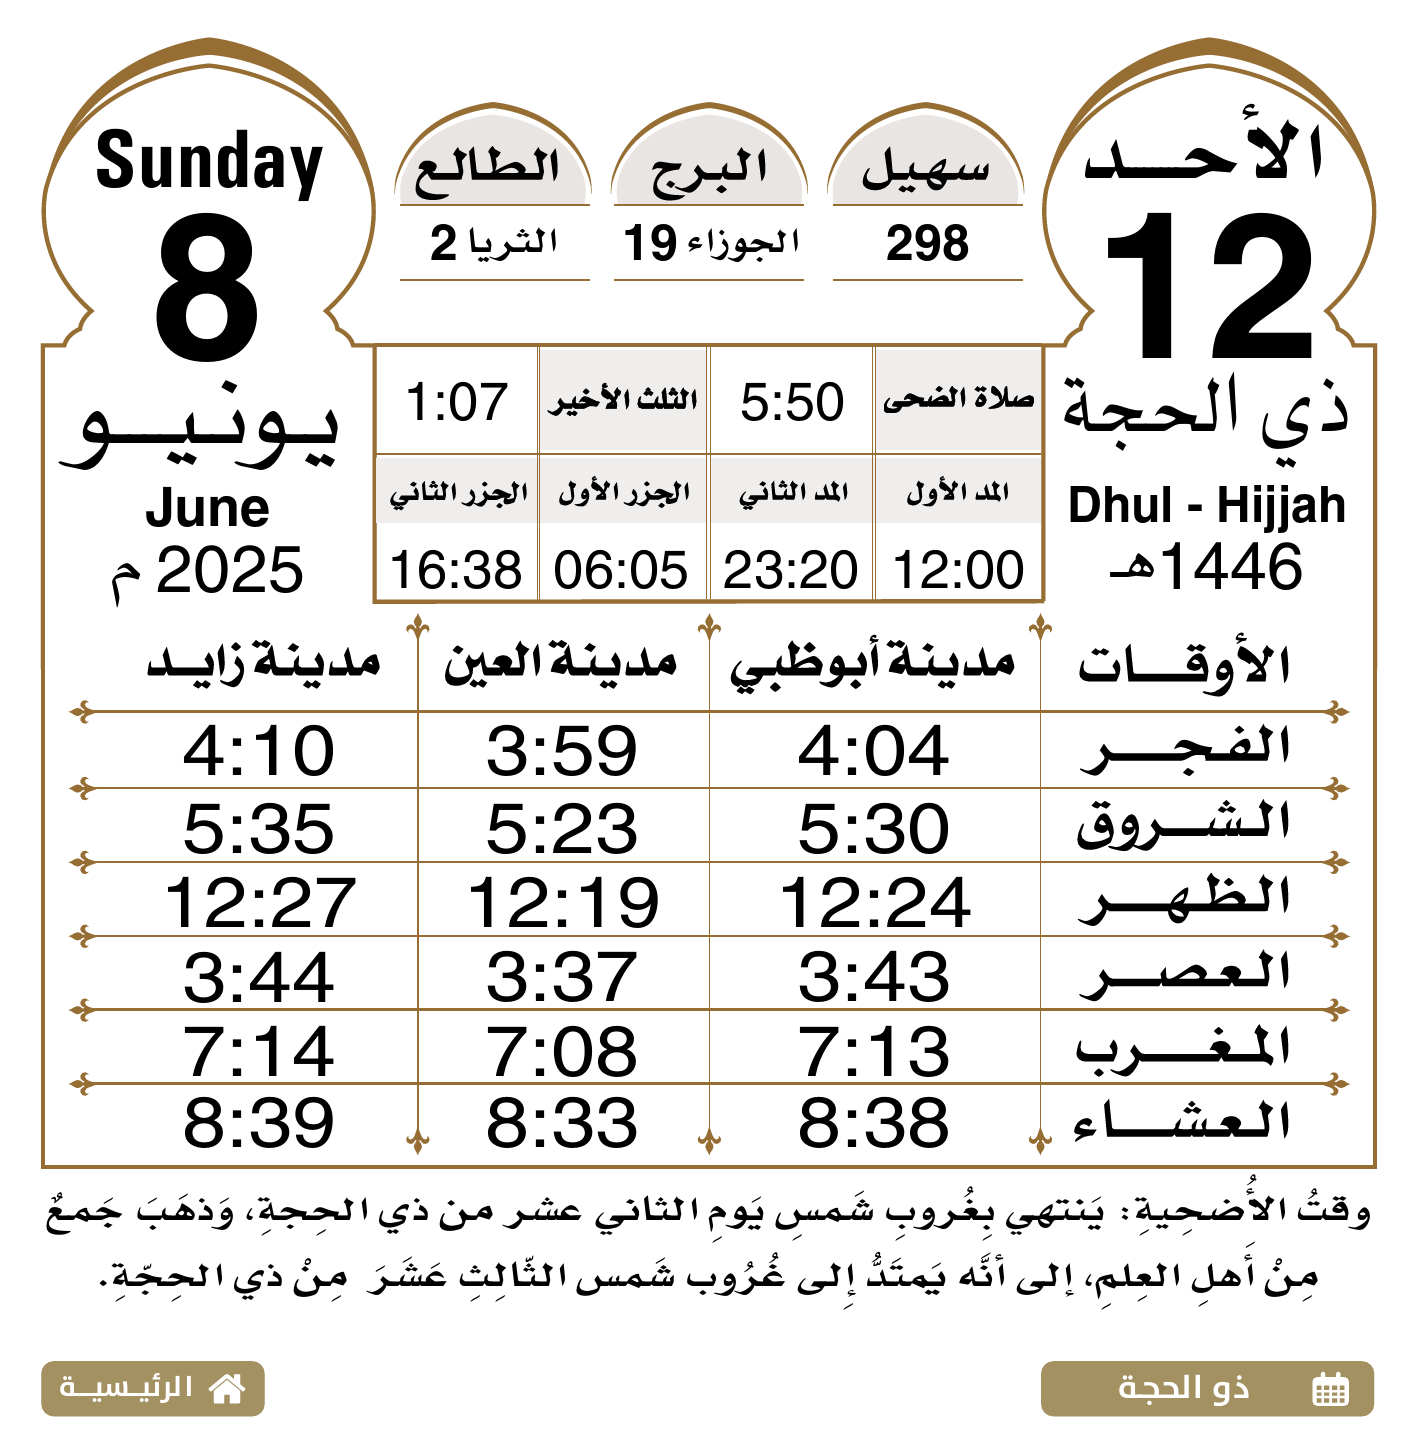 الأحد
12
ذي الحجة
Dhul - Hijjah
1446هـ
سهيل
298
البرج
الجوزاء 19
الطالع
الثريا 2
Sunday
8
يونيو
June
2025 م
صلاة الضحى 5:50 الثلث الأخير 1:07
المد الأول المد الثاني الجزر الأول الجزر الثاني
12:00 23:20 06:05 16:38
الأوقات مدينة أبوظبي مدينة العين مدينة زايد
الفجر 4:04 3:59 4:10
الشروق 5:30 5:23 5:35
الظهر 12:24 12:19 12:27
العصر 3:43 3:37 3:44
المغرب 7:13 7:08 7:14
العشاء 8:38 8:33 8:39
وقتُ الأُضحِيةِ: يَنتهي بِغُروبِ شَمسِ يَومِ الثاني عشر من ذي الحِجةِ، وَذهَبَ جَمعٌ
مِنْ أَهلِ العِلمِ، إلى أنَّه يَمتَدُّ إِلى غُرُوب شَمس الثّالِثِ عَشَرَ مِنْ ذي الحِجّةِ.
ذو الحجة
الرئيسية